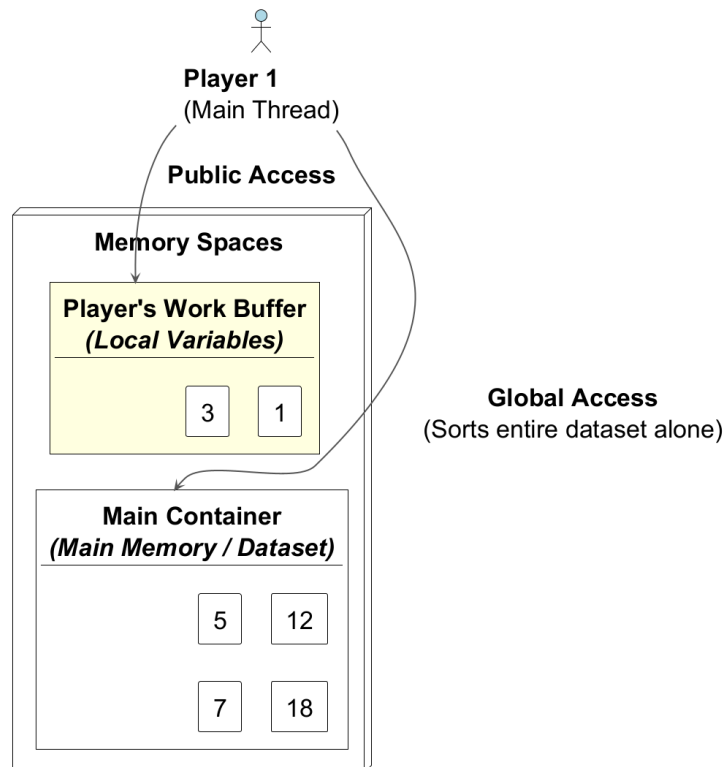 Player 1
(Main Thread)
Public Access
Memory Spaces
Player's Work Buffer
(Local Variables)
3 1
Global Access
(Sorts entire dataset alone)
Main Container
(Main Memory / Dataset)
5 12
7 18